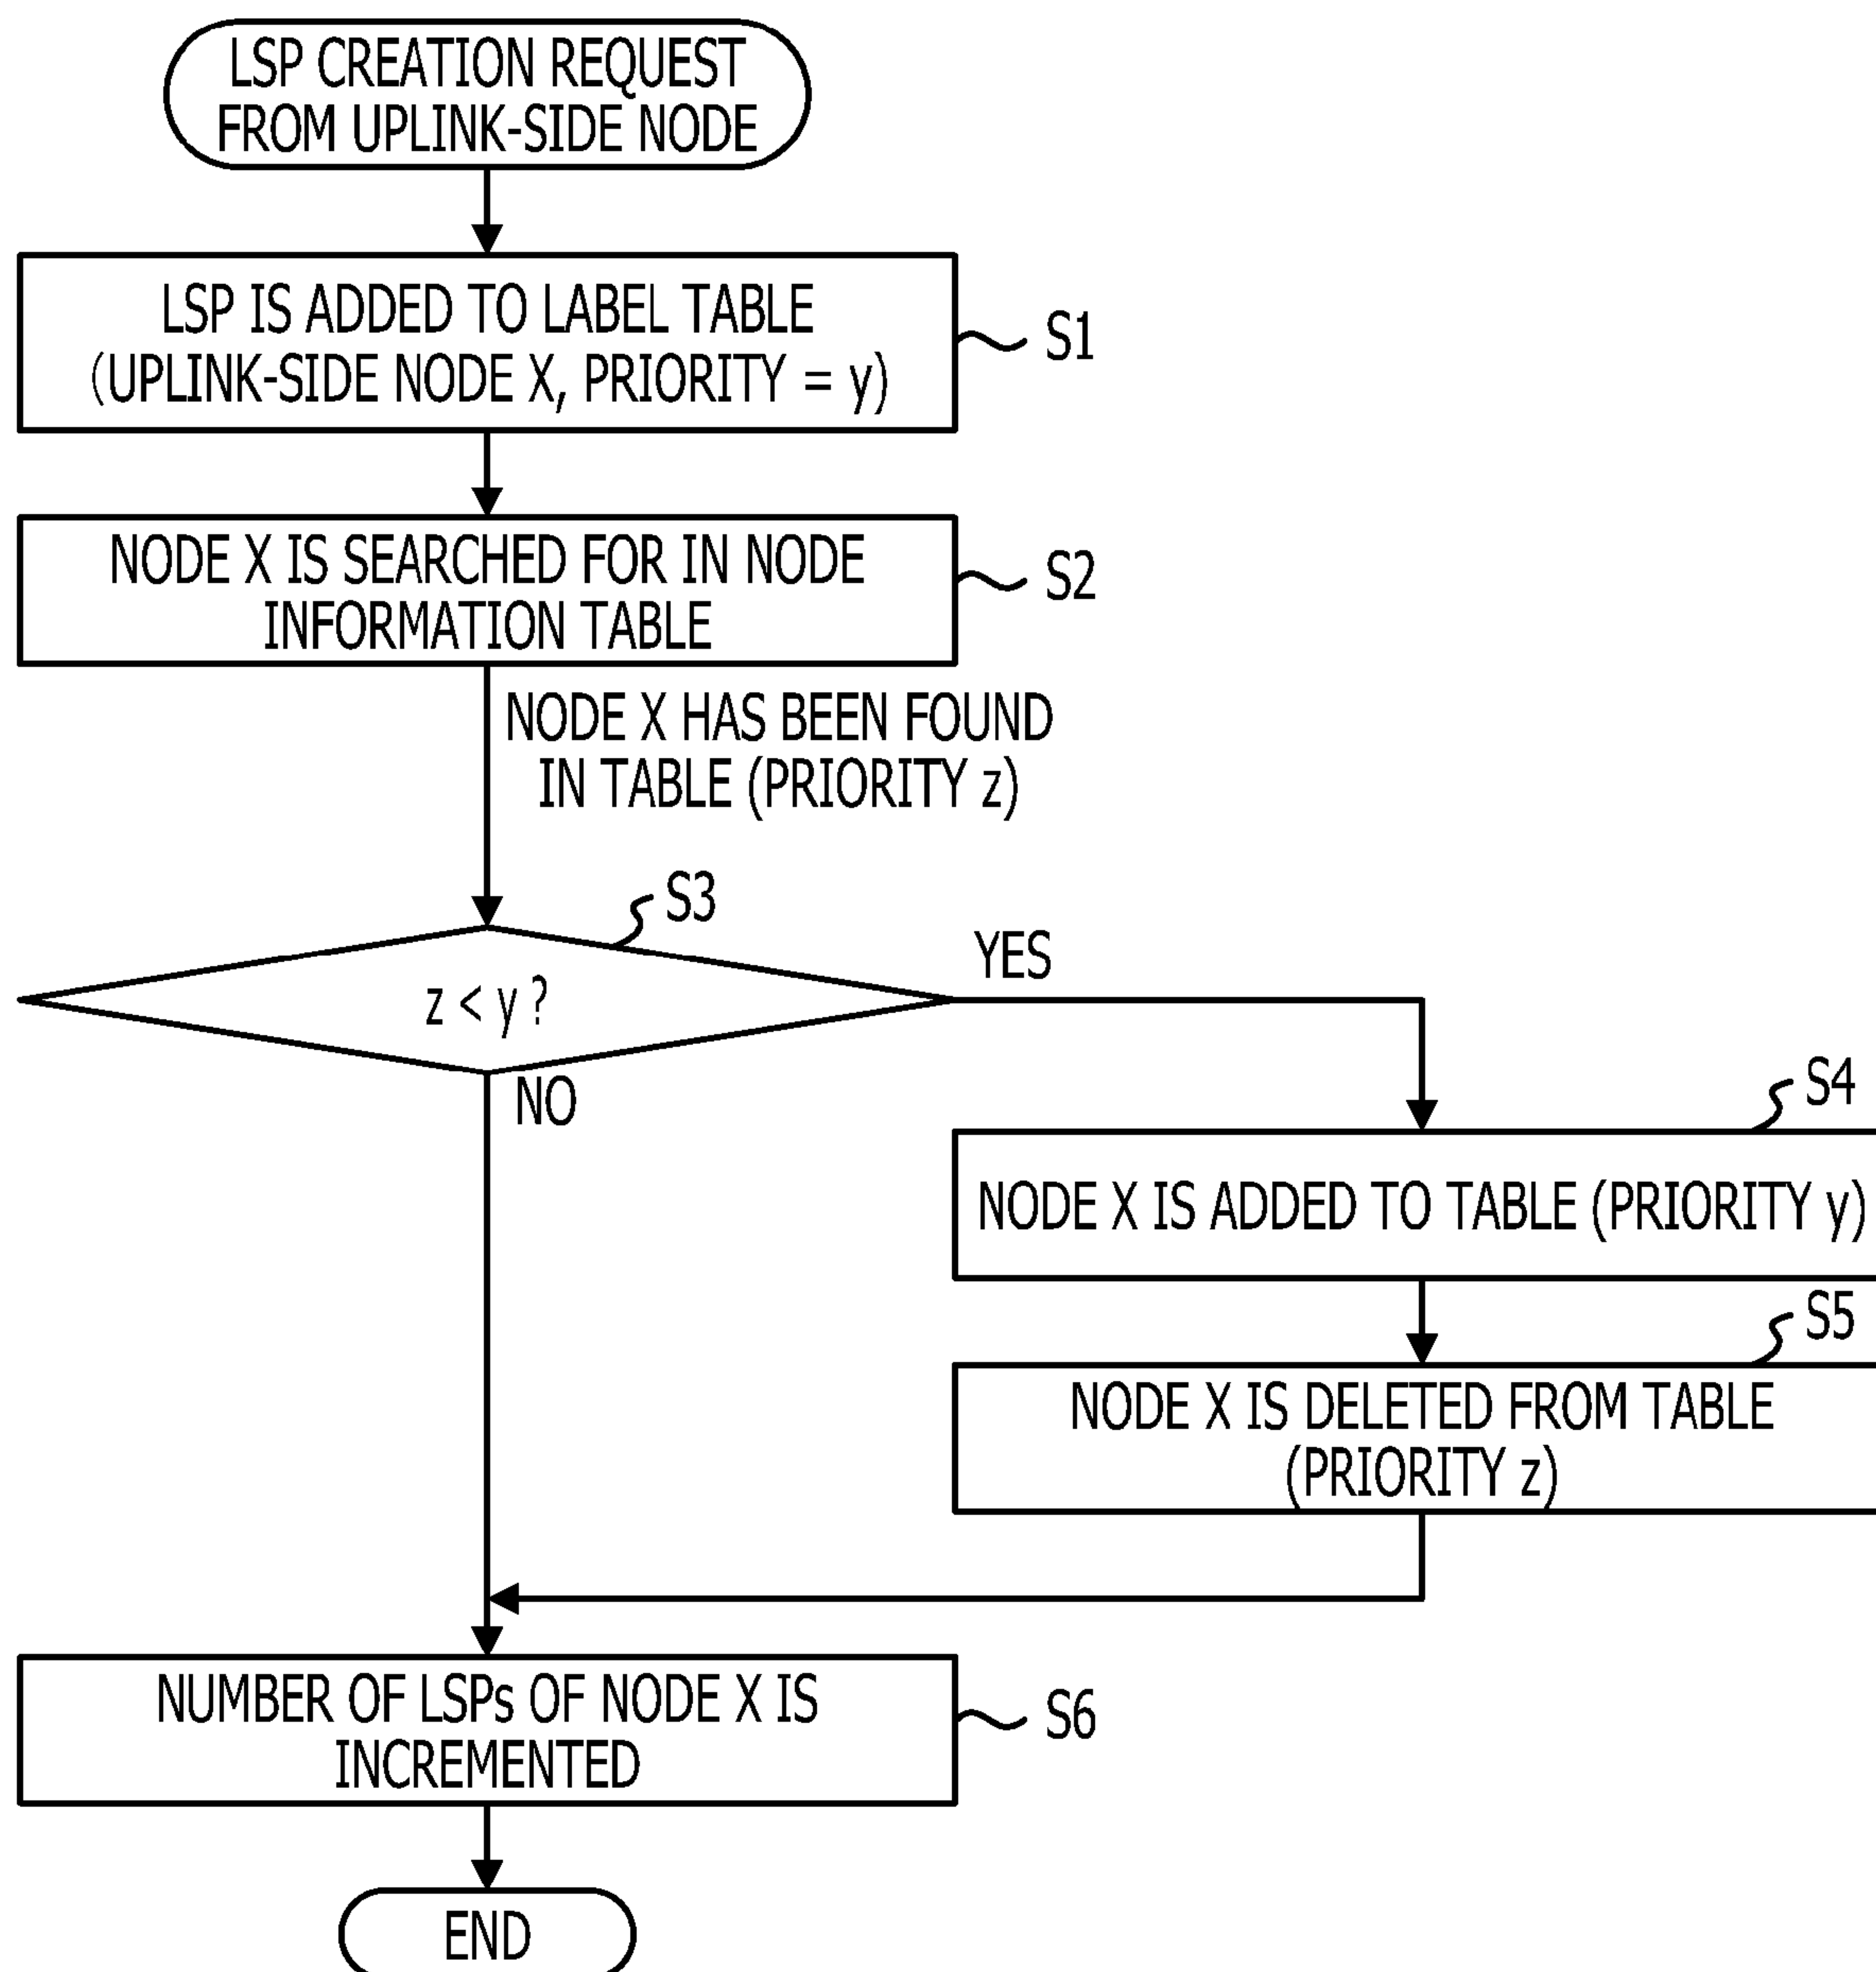 LSP CREATION REQUEST
FROM UPLINK-SIDE NODE
LSP IS ADDED TO LABEL TABLE
(UPLINK-SIDE NODE X, PRIORITY = y)
S1
NODE X IS SEARCHED FOR IN NODE
INFORMATION TABLE
S2
NODE X HAS BEEN FOUND
IN TABLE (PRIORITY z)
S3
z < y ?
YES
NO
S4
NODE X IS ADDED TO TABLE (PRIORITY y)
S5
NODE X IS DELETED FROM TABLE
(PRIORITY z)
NUMBER OF LSPs OF NODE X IS
INCREMENTED
S6
END